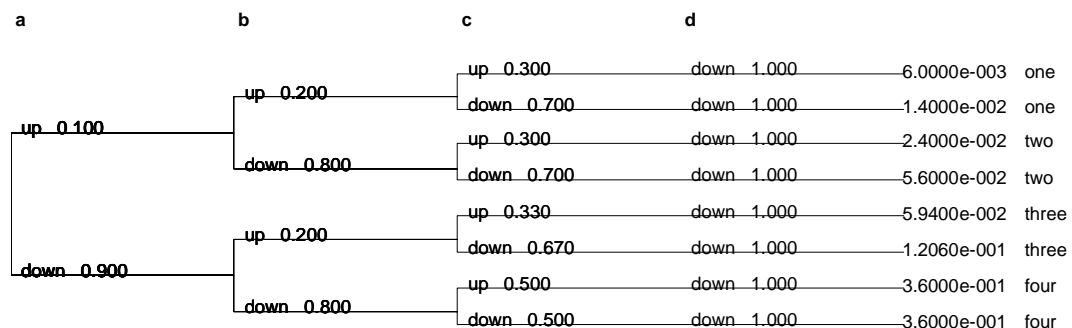 a b c d
up 0.300 down 1.000 6.0000e-003 one
up 0.200
down 0.700 down 1.000 1.4000e-002 one
up 0.100
up 0.300 down 1.000 2.4000e-002 two
down 0.800
down 0.700 down 1.000 5.6000e-002 two
up 0.330 down 1.000 5.9400e-002 three
up 0.200
down 0.670 down 1.000 1.2060e-001 three
down 0.900
up 0.500 down 1.000 3.6000e-001 four
down 0.800
down 0.500 down 1.000 3.6000e-001 four